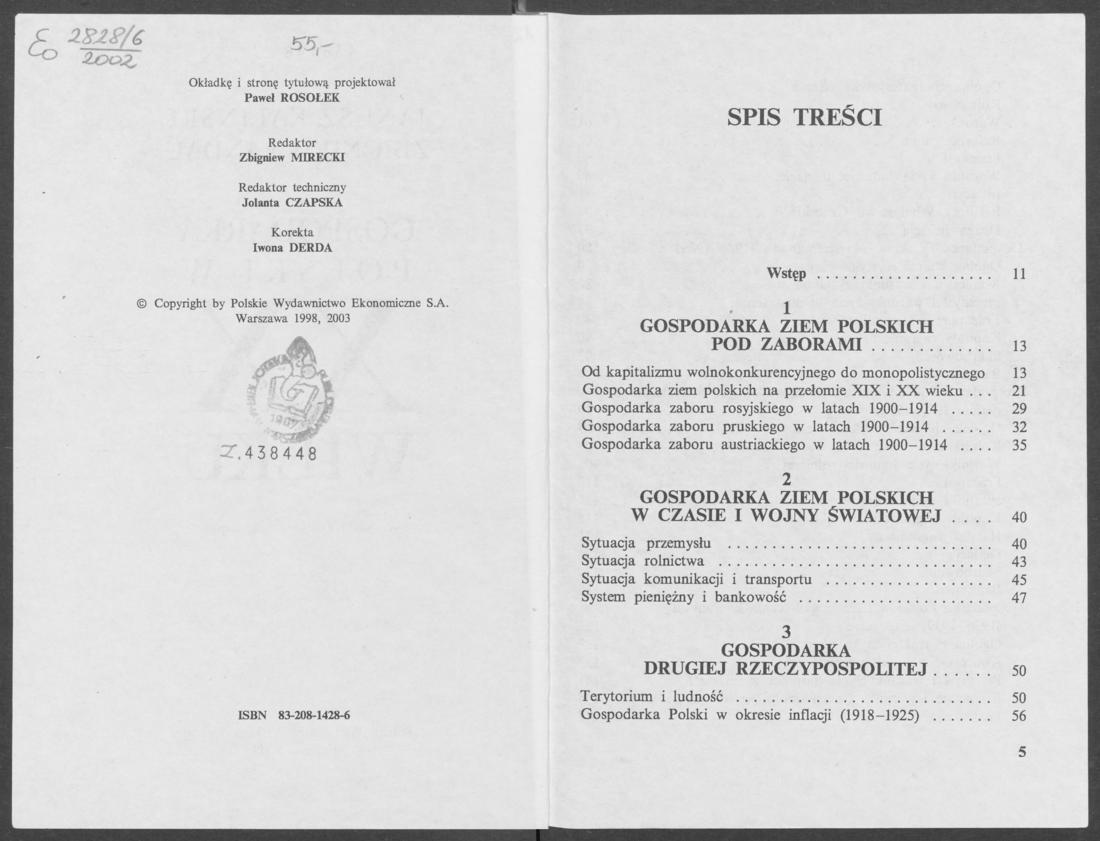 2828/6
2002
55,-
Okładkę i stronę tytułową projektował
Paweł ROSOŁEK
Redaktor
Zbigniew MIRECKI
Redaktor techniczny
Jolanta CZAPSKA
Korekta
Iwona DERDA
© Copyright by Polskie Wydawnictwo Ekonomiczne S.A.
Warszawa 1998, 2003
1907
Z.438448
ISBN 83-208-1428-6
SPIS TREŚCI
Wstęp . . . . . . . . . . . . . . . . . . . . 11
1
GOSPODARKA ZIEM POLSKICH
POD ZABORAMI . . . . . . . . . . . . . 13
Od kapitalizmu wolnokonkurencyjnego do monopolistycznego 13
Gospodarka ziem polskich na przełomie XIX i XX wieku . . . 21
Gospodarka zaboru rosyjskiego w latach 1900–1914 . . . . . 29
Gospodarka zaboru pruskiego w latach 1900–1914 . . . . . . 32
Gospodarka zaboru austriackiego w latach 1900–1914 . . . . 35
2
GOSPODARKA ZIEM POLSKICH
W CZASIE I WOJNY ŚWIATOWEJ . . . . 40
Sytuacja przemysłu . . . . . . . . . . . . . . . . . . . . . . . . . . . . . 40
Sytuacja rolnictwa . . . . . . . . . . . . . . . . . . . . . . . . . . . . . . 43
Sytuacja komunikacji i transportu . . . . . . . . . . . . . . . . . . 45
System pieniężny i bankowość . . . . . . . . . . . . . . . . . . . . . 47
3
GOSPODARKA
DRUGIEJ RZECZYPOSPOLITEJ . . . . . . 50
Terytorium i ludność . . . . . . . . . . . . . . . . . . . . . . . . . . . . 50
Gospodarka Polski w okresie inflacji (1918–1925) . . . . . . . 56
5